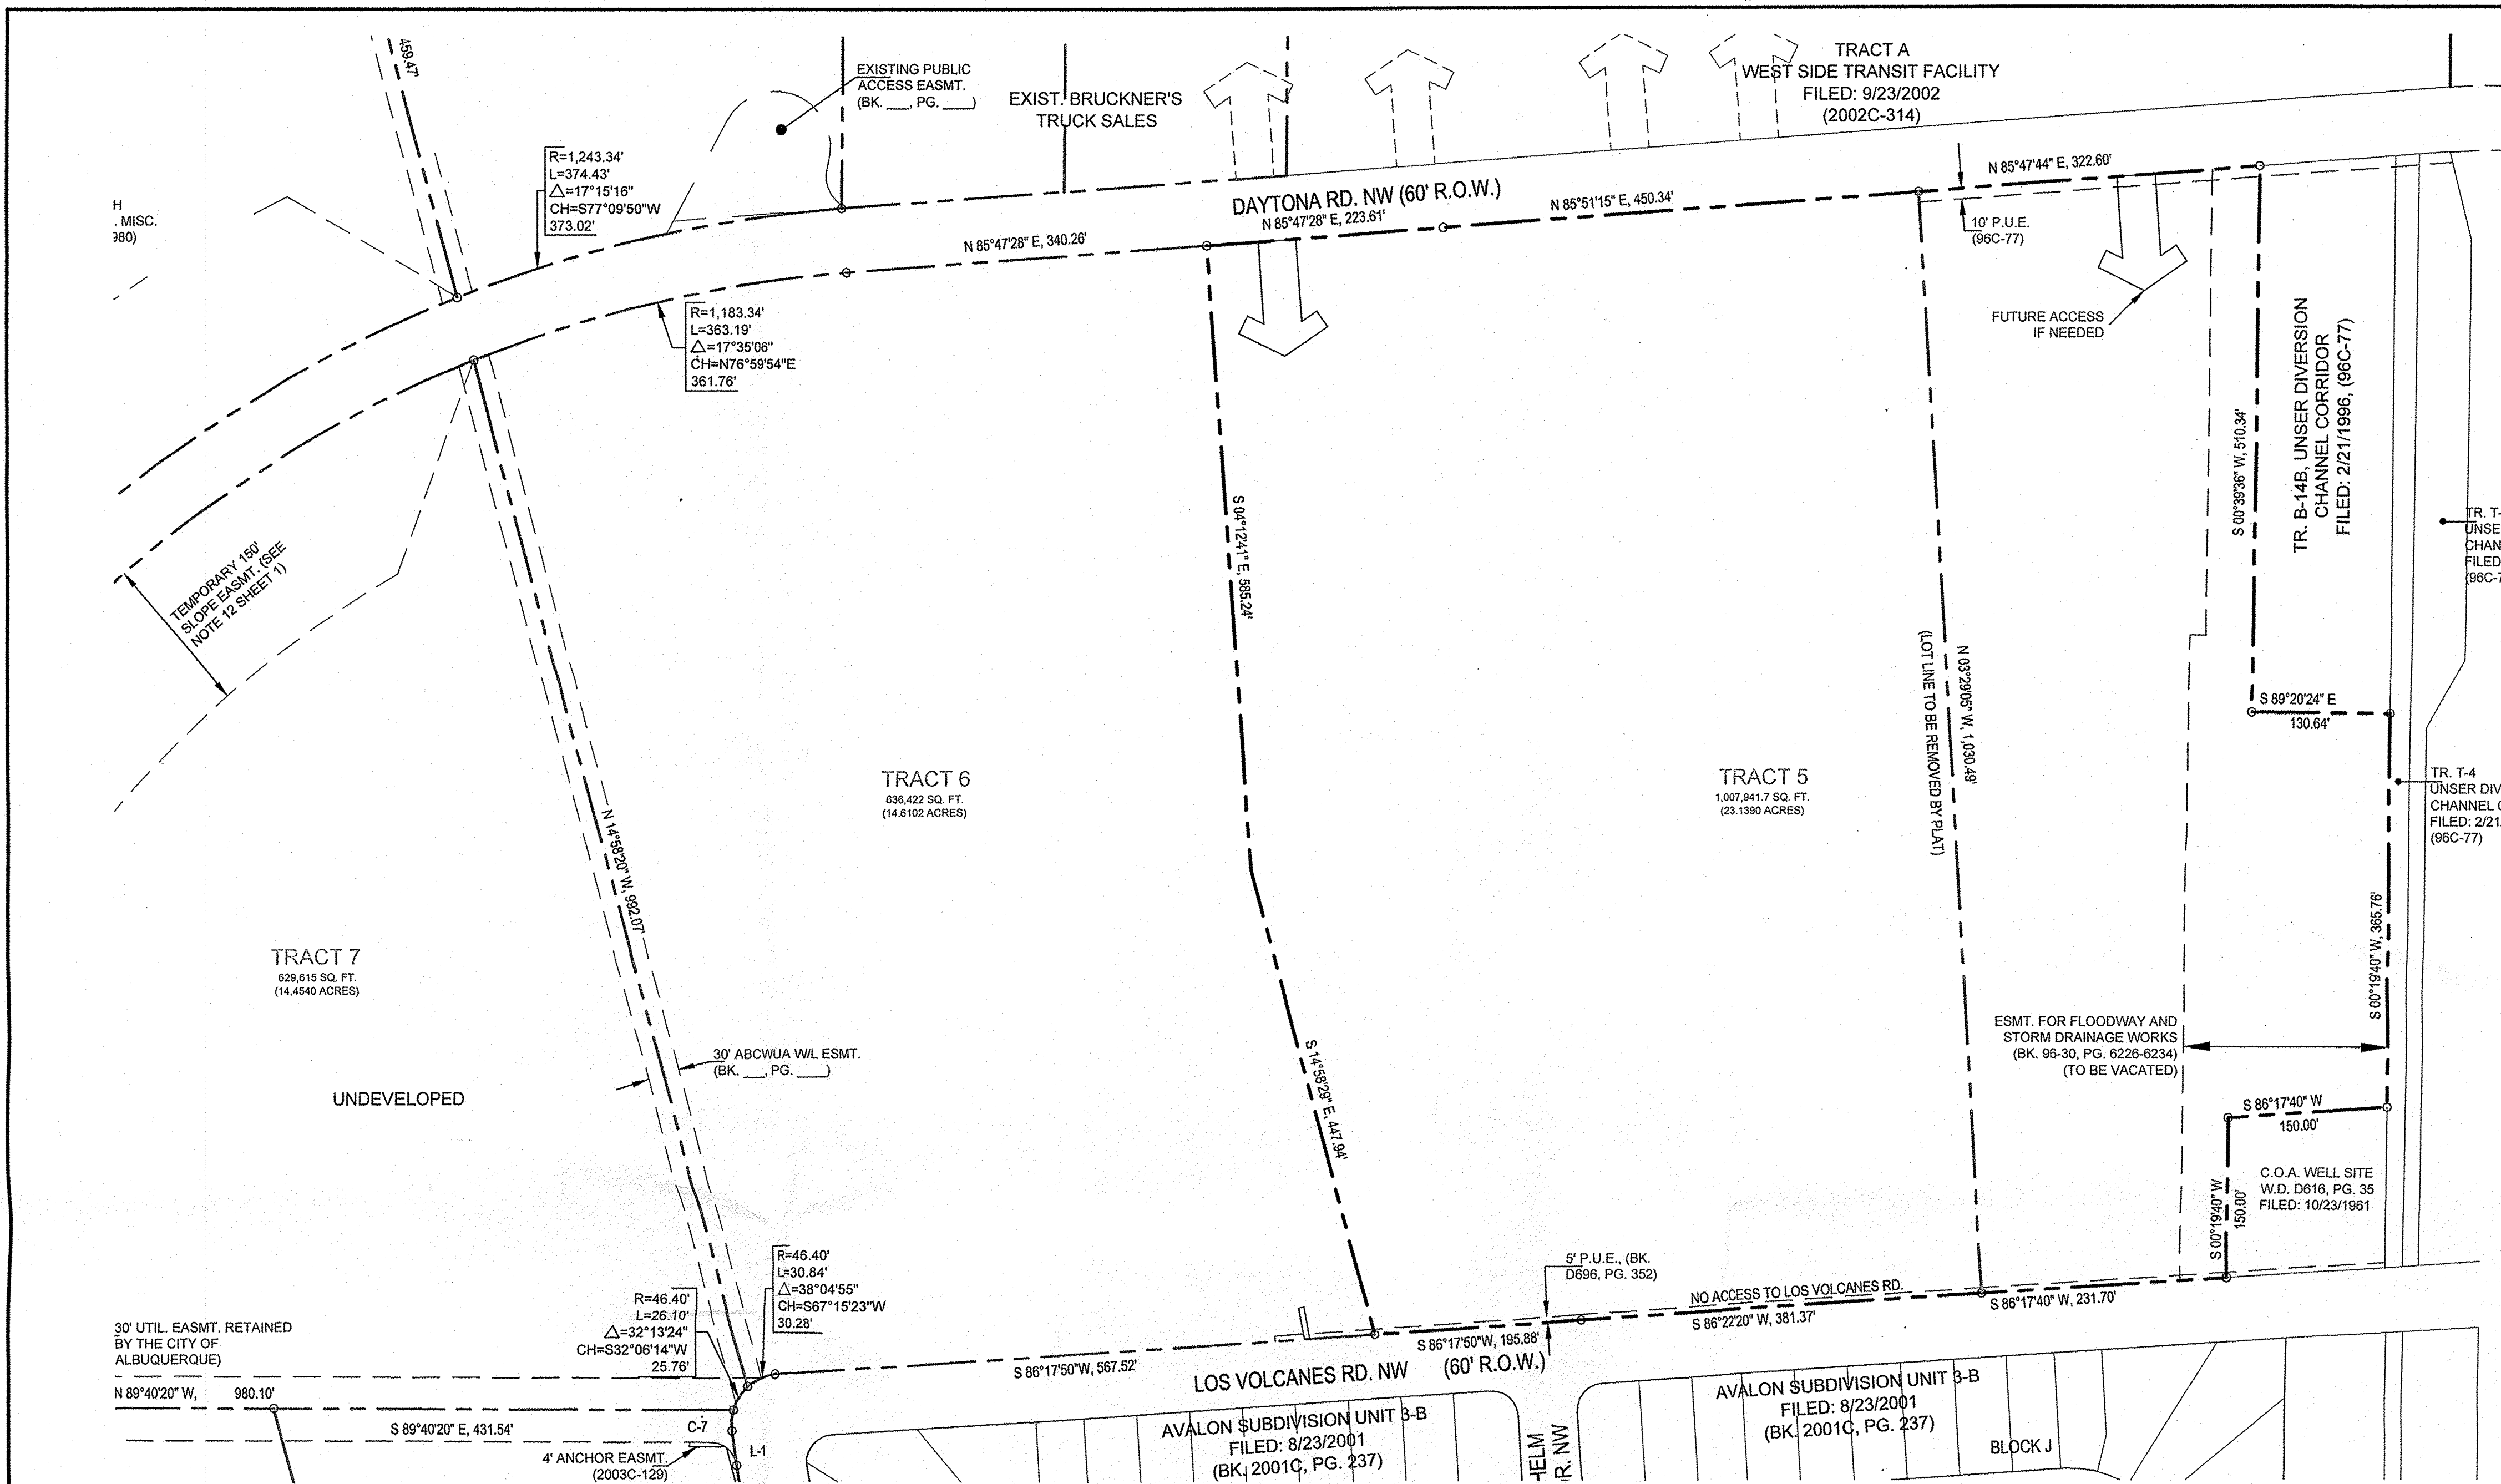 459.47'
EXISTING PUBLIC
ACCESS EASMT.
(BK. ___, PG. ____)
EXIST. BRUCKNER'S
TRUCK SALES
TRACT A
WEST SIDE TRANSIT FACILITY
FILED: 9/23/2002
(2002C-314)
H
. MISC.
980)
R=1,243.34'
L=374.43'
△=17°15'16"
CH=S77°09'50"W
373.02'
DAYTONA RD. NW (60' R.O.W.)
N 85°47'28" E, 340.26'
N 85°47'28" E, 223.61'
N 85°51'15" E, 450.34'
N 85°47'44" E, 322.60'
10' P.U.E.
(96C-77)
R=1,183.34'
L=363.19'
△=17°35'06"
CH=N76°59'54"E
361.76'
FUTURE ACCESS
IF NEEDED
TR. B-14B, UNSER DIVERSION
CHANNEL CORRIDOR
FILED: 2/21/1996, (96C-77)
S 00°39'36" W, 510.34'
TR. T-
UNSE
CHAN
FILED
(96C-7
TEMPORARY 150'
SLOPE EASMT. (SEE
NOTE 12 SHEET 1)
S 04°12'41" E, 585.24'
N 03°29'05" W, 1,030.49'
(LOT LINE TO BE REMOVED BY PLAT)
S 89°20'24" E
130.64'
TRACT 6
636,422 SQ. FT.
(14.6102 ACRES)
TRACT 5
1,007,941.7 SQ. FT.
(23.1390 ACRES)
TR. T-4
UNSER DIV
CHANNEL C
FILED: 2/21
(96C-77)
N 14°58'20" W, 992.07'
TRACT 7
629,615 SQ. FT.
(14.4540 ACRES)
S 00°19'40" W, 365.76'
ESMT. FOR FLOODWAY AND
STORM DRAINAGE WORKS
(BK. 96-30, PG. 6226-6234)
(TO BE VACATED)
30' ABCWUA W/L ESMT.
(BK. ___, PG. ____)
UNDEVELOPED
S 14°58'29" E, 447.94'
S 86°17'40" W
150.00'
C.O.A. WELL SITE
W.D. D616, PG. 35
FILED: 10/23/1961
S 00°19'40" W
150.00'
R=46.40'
L=30.84'
△=38°04'55"
CH=S67°15'23"W
30.28'
R=46.40'
L=26.10'
△=32°13'24"
CH=S32°06'14"W
25.76'
5' P.U.E., (BK.
D696, PG. 352)
NO ACCESS TO LOS VOLCANES RD.
S 86°17'40" W, 231.70'
S 86°22'20" W, 381.37'
S 86°17'50"W, 195.88'
S 86°17'50"W, 567.52'
LOS VOLCANES RD. NW (60' R.O.W.)
30' UTIL. EASMT. RETAINED
BY THE CITY OF
ALBUQUERQUE)
N 89°40'20" W, 980.10'
S 89°40'20" E, 431.54'
C-7
L-1
4' ANCHOR EASMT.
(2003C-129)
AVALON SUBDIVISION UNIT 3-B
FILED: 8/23/2001
(BK. 2001C, PG. 237)
HELM
R. NW
AVALON SUBDIVISION UNIT 3-B
FILED: 8/23/2001
(BK. 2001C, PG. 237)
BLOCK J